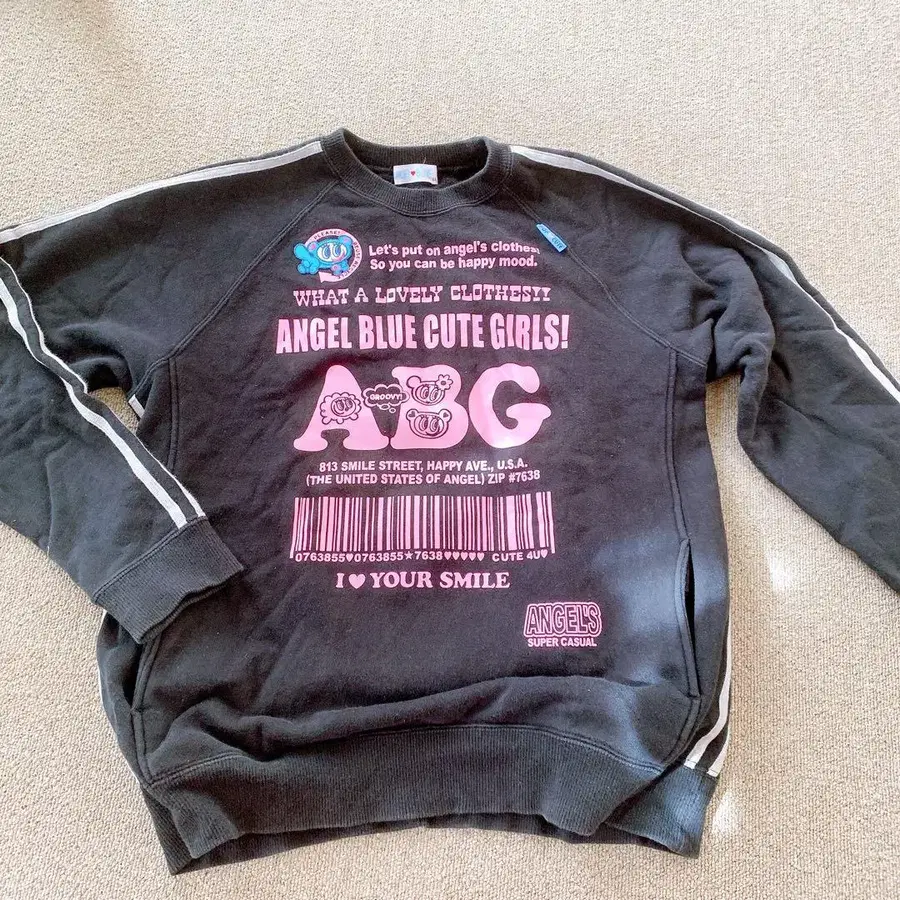 PLEASE!
Let's put on angel's clothes.
So you can be happy mood.
WHAT A LOVELY CLOTHES!!
ANGEL BLUE CUTE GIRLS!
ABG
GROOVY!
813 SMILE STREET, HAPPY AVE., U.S.A.
(THE UNITED STATES OF ANGEL) ZIP #7638
0763855♥0763855★7638♥♥♥♥♥ CUTE 4U♥
I ♥ YOUR SMILE
ANGEL'S
SUPER CASUAL